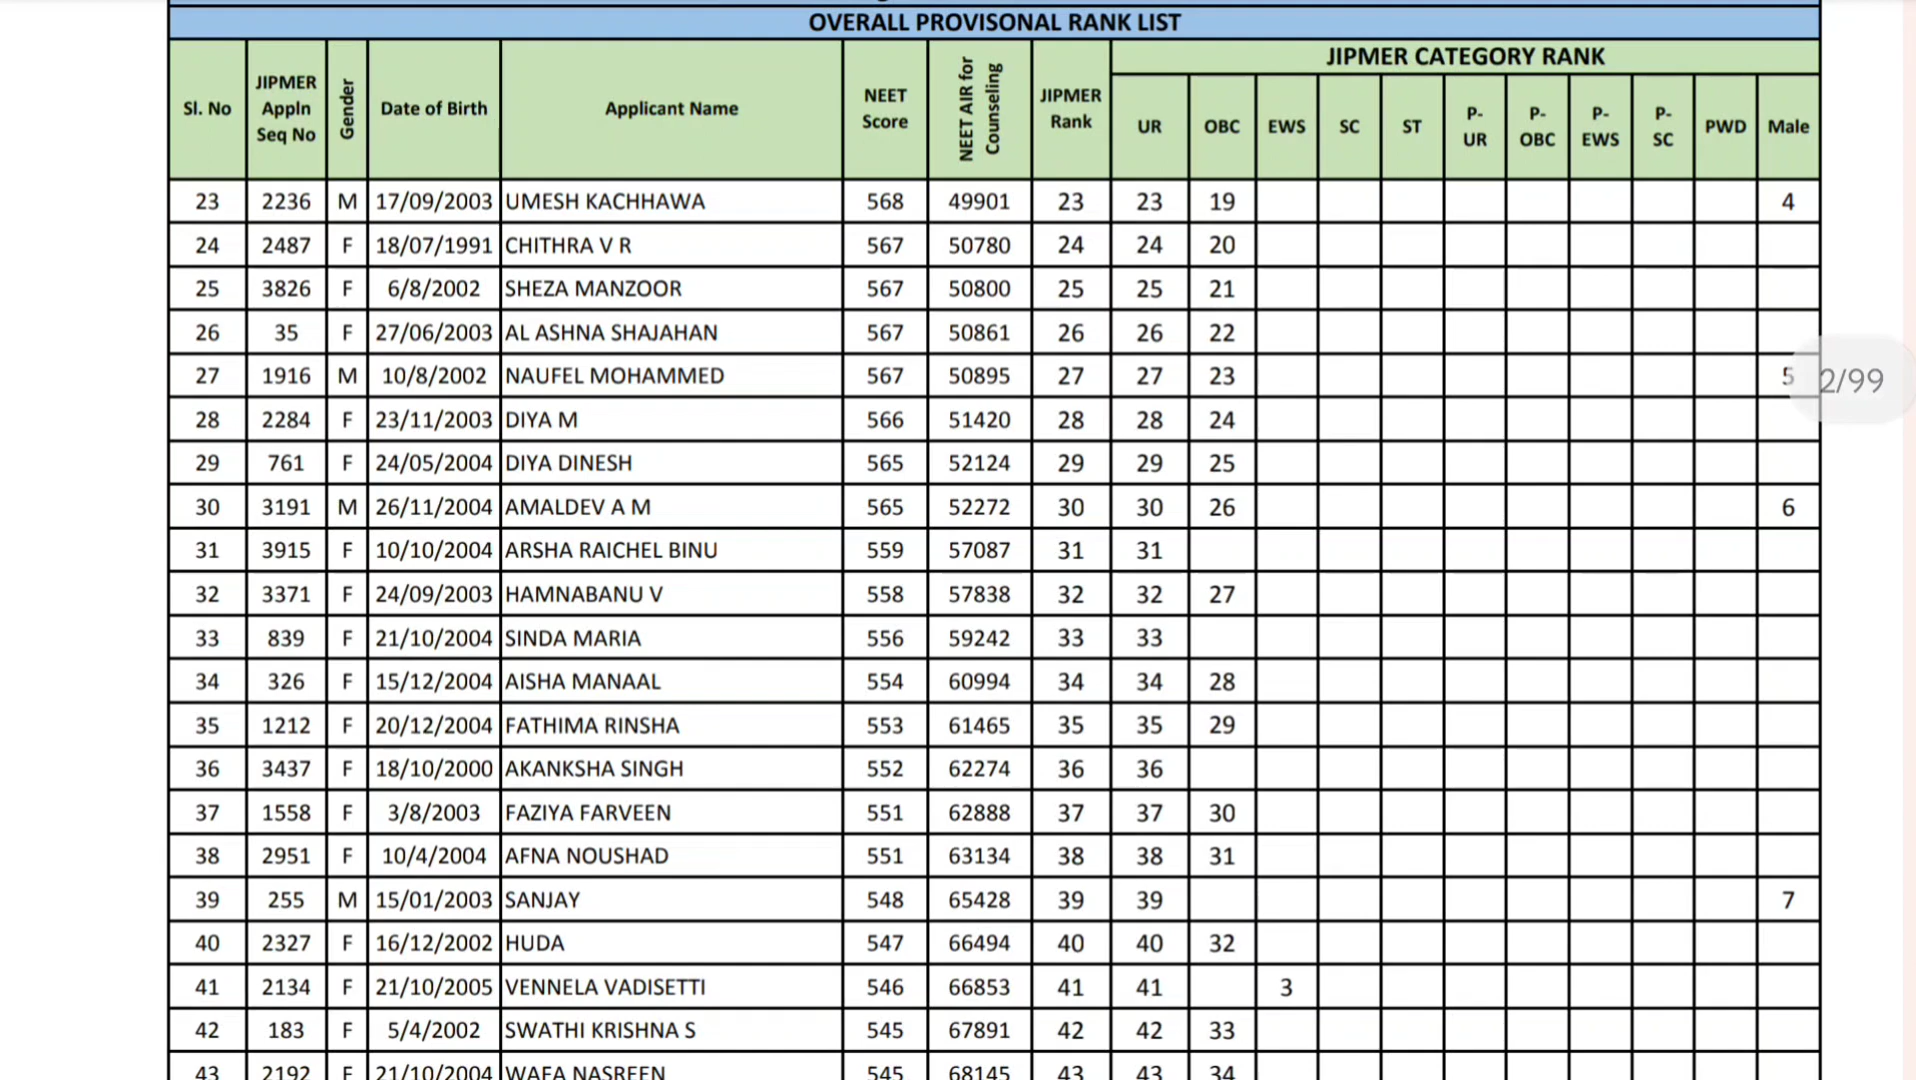 OVERALL PROVISONAL RANK LIST
Sl. No JIPMER Appln Seq No Gender Date of Birth Applicant Name NEET Score NEET AIR for Counseling JIPMER Rank JIPMER CATEGORY RANK
UR OBC EWS SC ST P-UR P-OBC P-EWS P-SC PWD Male
23 2236 M 17/09/2003 UMESH KACHHAWA 568 49901 23 23 19 4
24 2487 F 18/07/1991 CHITHRA V R 567 50780 24 24 20
25 3826 F 6/8/2002 SHEZA MANZOOR 567 50800 25 25 21
26 35 F 27/06/2003 AL ASHNA SHAJAHAN 567 50861 26 26 22
27 1916 M 10/8/2002 NAUFEL MOHAMMED 567 50895 27 27 23 5 2/99
28 2284 F 23/11/2003 DIYA M 566 51420 28 28 24
29 761 F 24/05/2004 DIYA DINESH 565 52124 29 29 25
30 3191 M 26/11/2004 AMALDEV A M 565 52272 30 30 26 6
31 3915 F 10/10/2004 ARSHA RAICHEL BINU 559 57087 31 31
32 3371 F 24/09/2003 HAMNABANU V 558 57838 32 32 27
33 839 F 21/10/2004 SINDA MARIA 556 59242 33 33
34 326 F 15/12/2004 AISHA MANAAL 554 60994 34 34 28
35 1212 F 20/12/2004 FATHIMA RINSHA 553 61465 35 35 29
36 3437 F 18/10/2000 AKANKSHA SINGH 552 62274 36 36
37 1558 F 3/8/2003 FAZIYA FARVEEN 551 62888 37 37 30
38 2951 F 10/4/2004 AFNA NOUSHAD 551 63134 38 38 31
39 255 M 15/01/2003 SANJAY 548 65428 39 39 7
40 2327 F 16/12/2002 HUDA 547 66494 40 40 32
41 2134 F 21/10/2005 VENNELA VADISETTI 546 66853 41 41 3
42 183 F 5/4/2002 SWATHI KRISHNA S 545 67891 42 42 33
43 2192 F 21/10/2004 WAFA NASREEN 545 68145 43 43 34